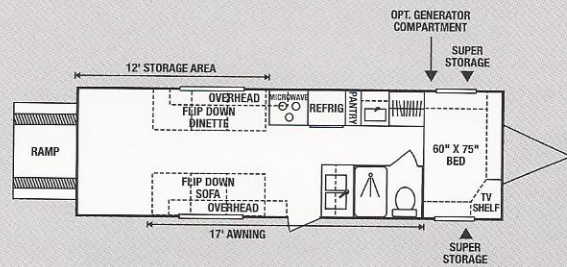 OPT. GENERATOR
COMPARTMENT
SUPER
STORAGE
12' STORAGE AREA
OVERHEAD
FLIP DOWN
DINETTE
MICROWAVE
REFRIG
PANTRY
RAMP
60" X 75"
BED
FLIP DOWN
SOFA
OVERHEAD
TV
SHELF
17' AWNING
SUPER
STORAGE